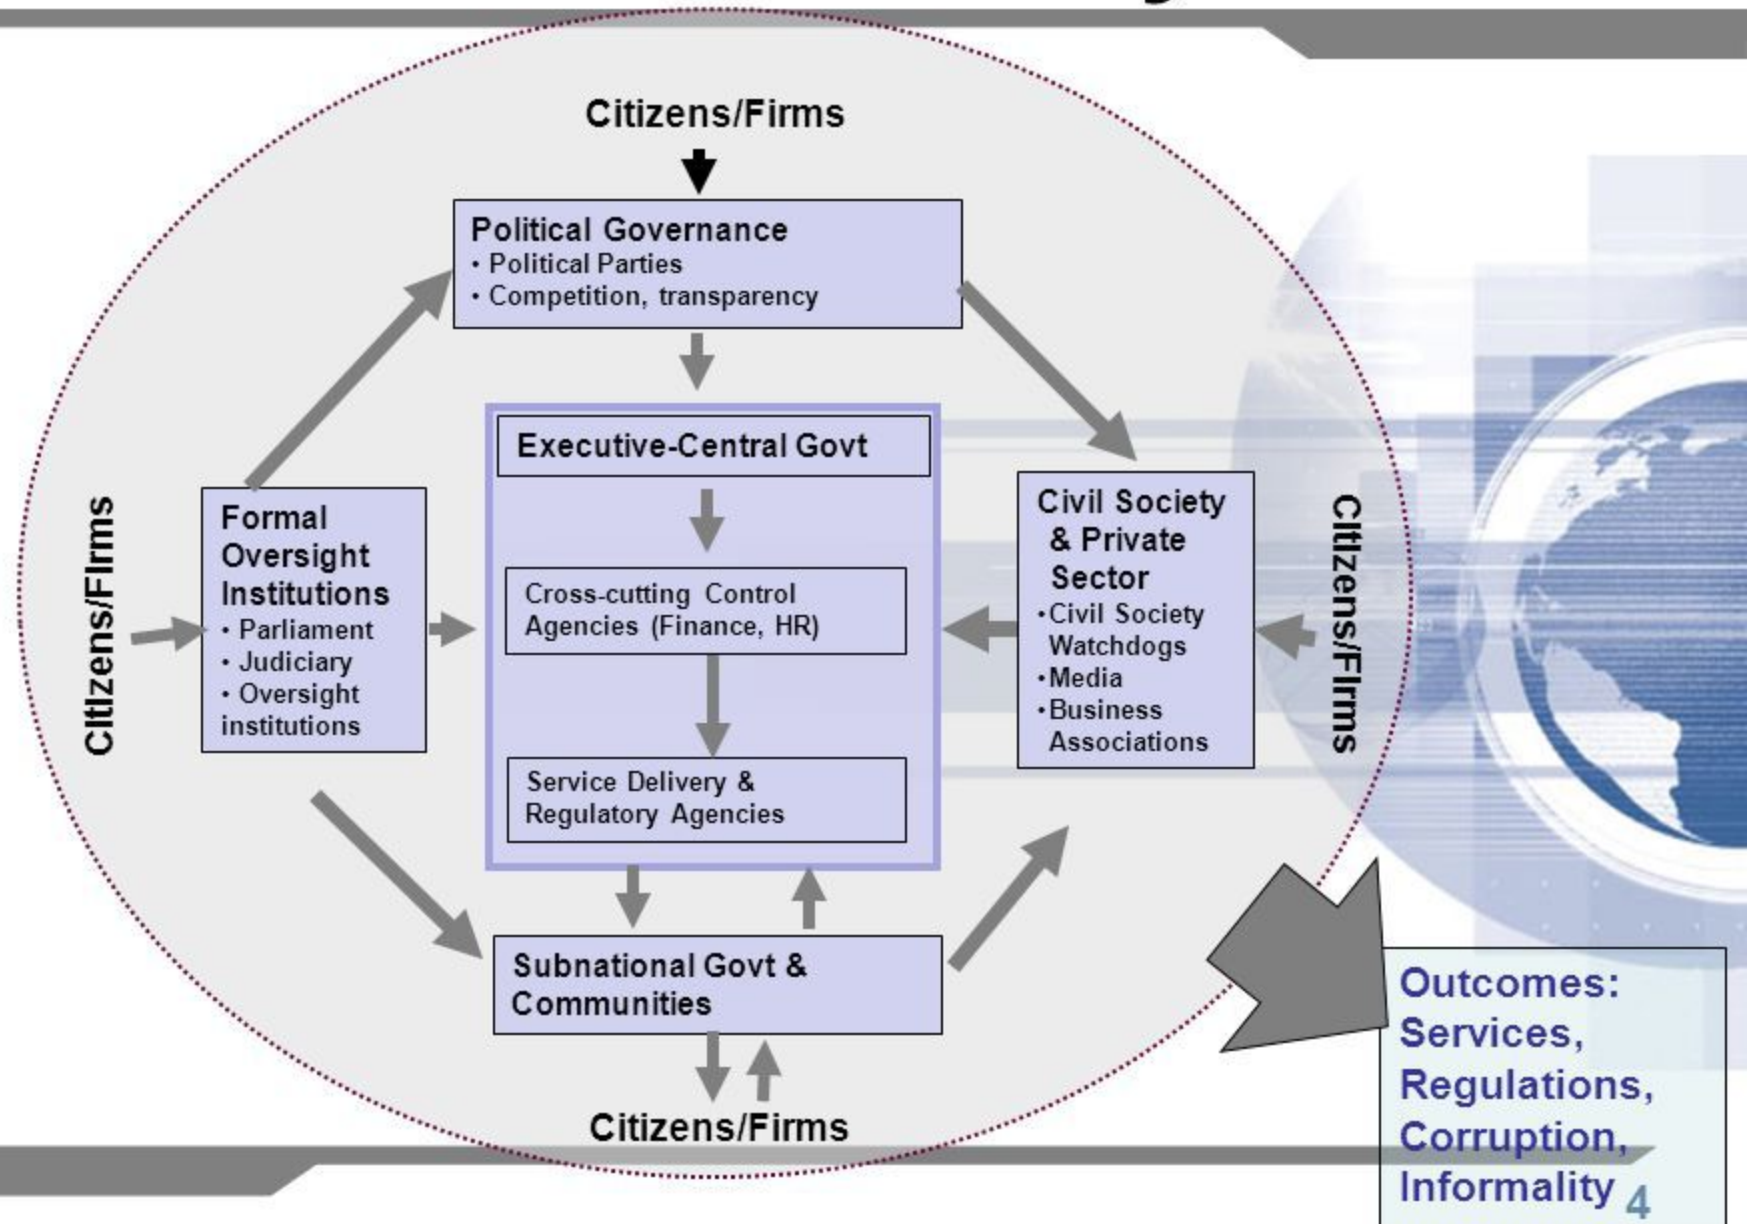 Citizens/Firms
Political Governance
• Political Parties
• Competition, transparency
Executive-Central Govt
Cross-cutting Control
Agencies (Finance, HR)
Service Delivery &
Regulatory Agencies
Citizens/Firms
Formal
Oversight
Institutions
• Parliament
• Judiciary
• Oversight
institutions
Civil Society
& Private
Sector
•Civil Society
Watchdogs
•Media
•Business
Associations
Citizens/Firms
Subnational Govt &
Communities
Citizens/Firms
Outcomes:
Services,
Regulations,
Corruption,
Informality
4